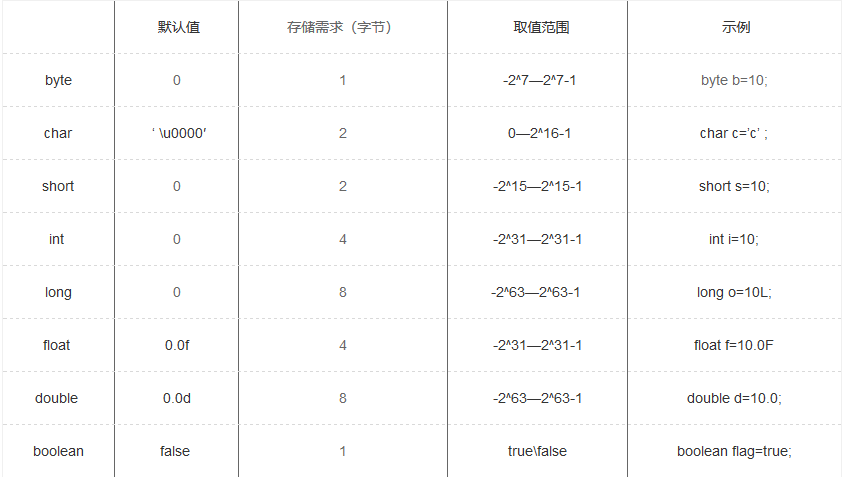 默认值 存储需求（字节） 取值范围 示例
byte 0 1 -2^7—2^7-1 byte b=10;
char ‘ \u0000′ 2 0—2^16-1 char c=’c’ ;
short 0 2 -2^15—2^15-1 short s=10;
int 0 4 -2^31—2^31-1 int i=10;
long 0 8 -2^63—2^63-1 long o=10L;
float 0.0f 4 -2^31—2^31-1 float f=10.0F
double 0.0d 8 -2^63—2^63-1 double d=10.0;
boolean false 1 true\false boolean flag=true;